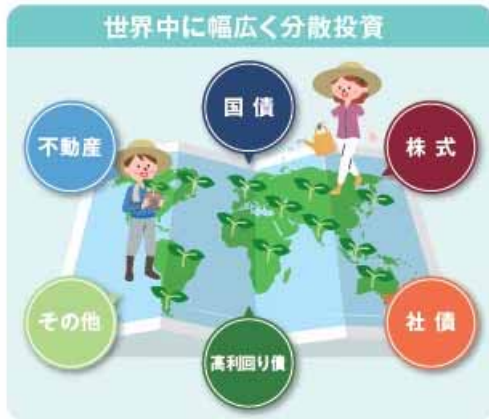 世界中に幅広く分散投資
国債
不動産
株式
その他
社債
高利回り債